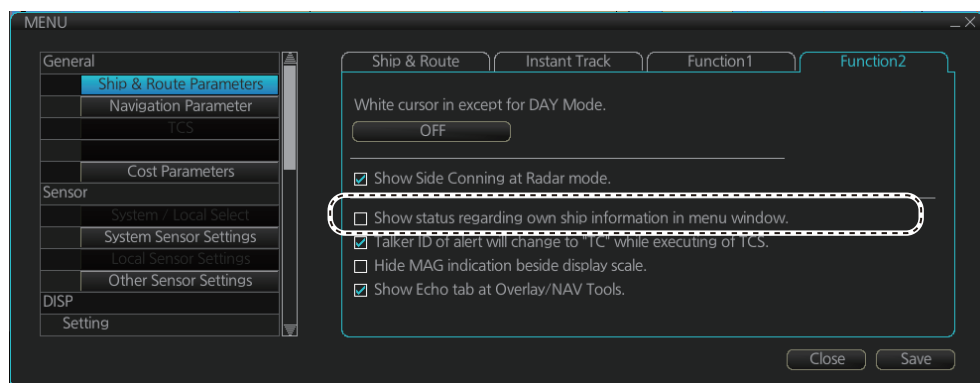 MENU
General
Ship & Route Parameters
Navigation Parameter
TCS
Cost Parameters
Sensor
System / Local Select
System Sensor Settings
Local Sensor Settings
Other Sensor Settings
DISP
Setting
Ship & Route
Instant Track
Function1
Function2
White cursor in except for DAY Mode.
OFF
Show Side Conning at Radar mode.
Show status regarding own ship information in menu window.
Talker ID of alert will change to "TC" while executing of TCS.
Hide MAG indication beside display scale.
Show Echo tab at Overlay/NAV Tools.
Close
Save